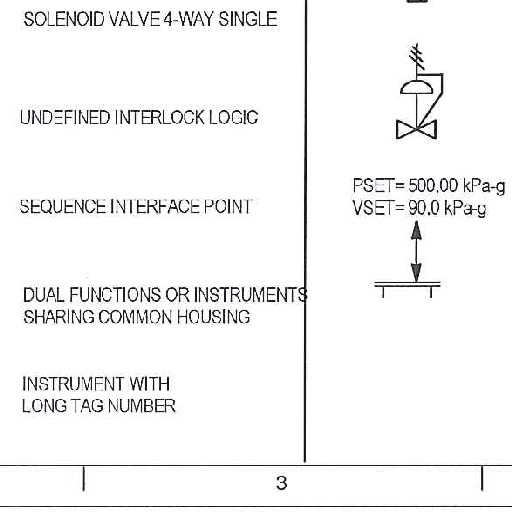 SOLENOID VALVE 4-WAY SINGLE
UNDEFINED INTERLOCK LOGIC
PSET= 500,00 kPa-g
VSET= 90.0 kPa-g
SEQUENCE INTERFACE POINT
DUAL FUNCTIONS OR INSTRUMENTS
SHARING COMMON HOUSING
INSTRUMENT WITH
LONG TAG NUMBER
3